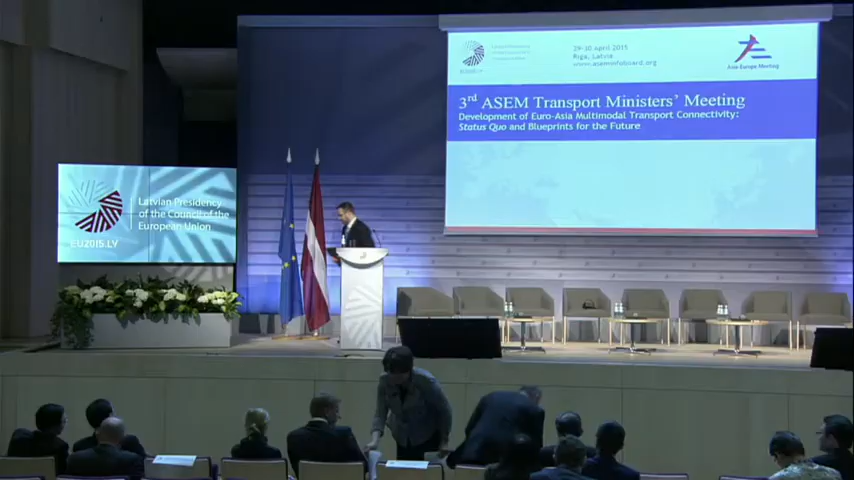 29-30 april 2015
Riga, Latvia
www.aseminfoboard.org
Asia-Europe Meeting
3rd ASEM Transport Ministers' Meeting
Development of Euro-Asia Multimodal Transport Connectivity:
Status Quo and Blueprints for the Future
Latvian Presidency
of the Council of the
European Union
EU2015.LV